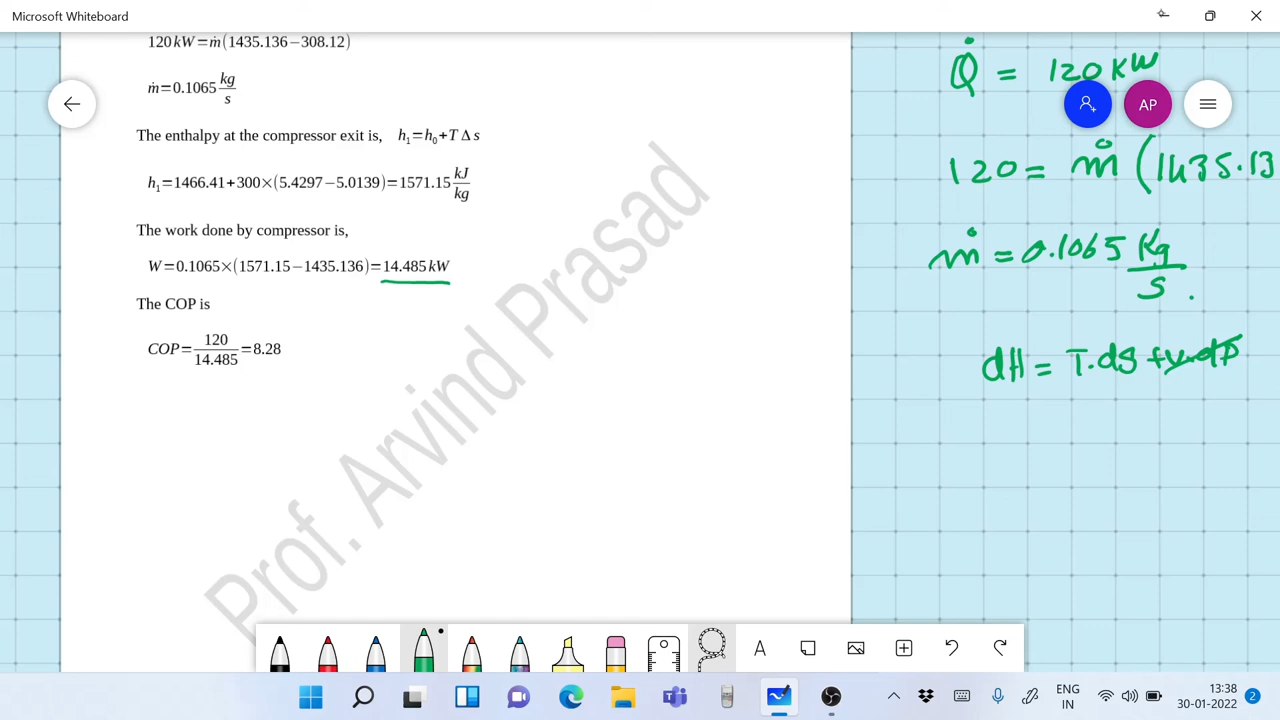 Microsoft Whiteboard
120 kW=ṁ(1435.136−308.12)
ṁ=0.1065 kg/s
The enthalpy at the compressor exit is, h₁=h₀+T Δ s
h₁=1466.41+300×(5.4297−5.0139)=1571.15 kJ/kg
The work done by compressor is,
W=0.1065×(1571.15−1435.136)=14.485 kW
The COP is
COP=120/14.485=8.28
Prof. Arvind Prasad
Q̇ = 120 kW
AP
120 = ṁ (1435.13
ṁ = 0.1065 Kg/s.
dH = T.ds +v.dp
A
ENG
IN
13:38
30-01-2022
2